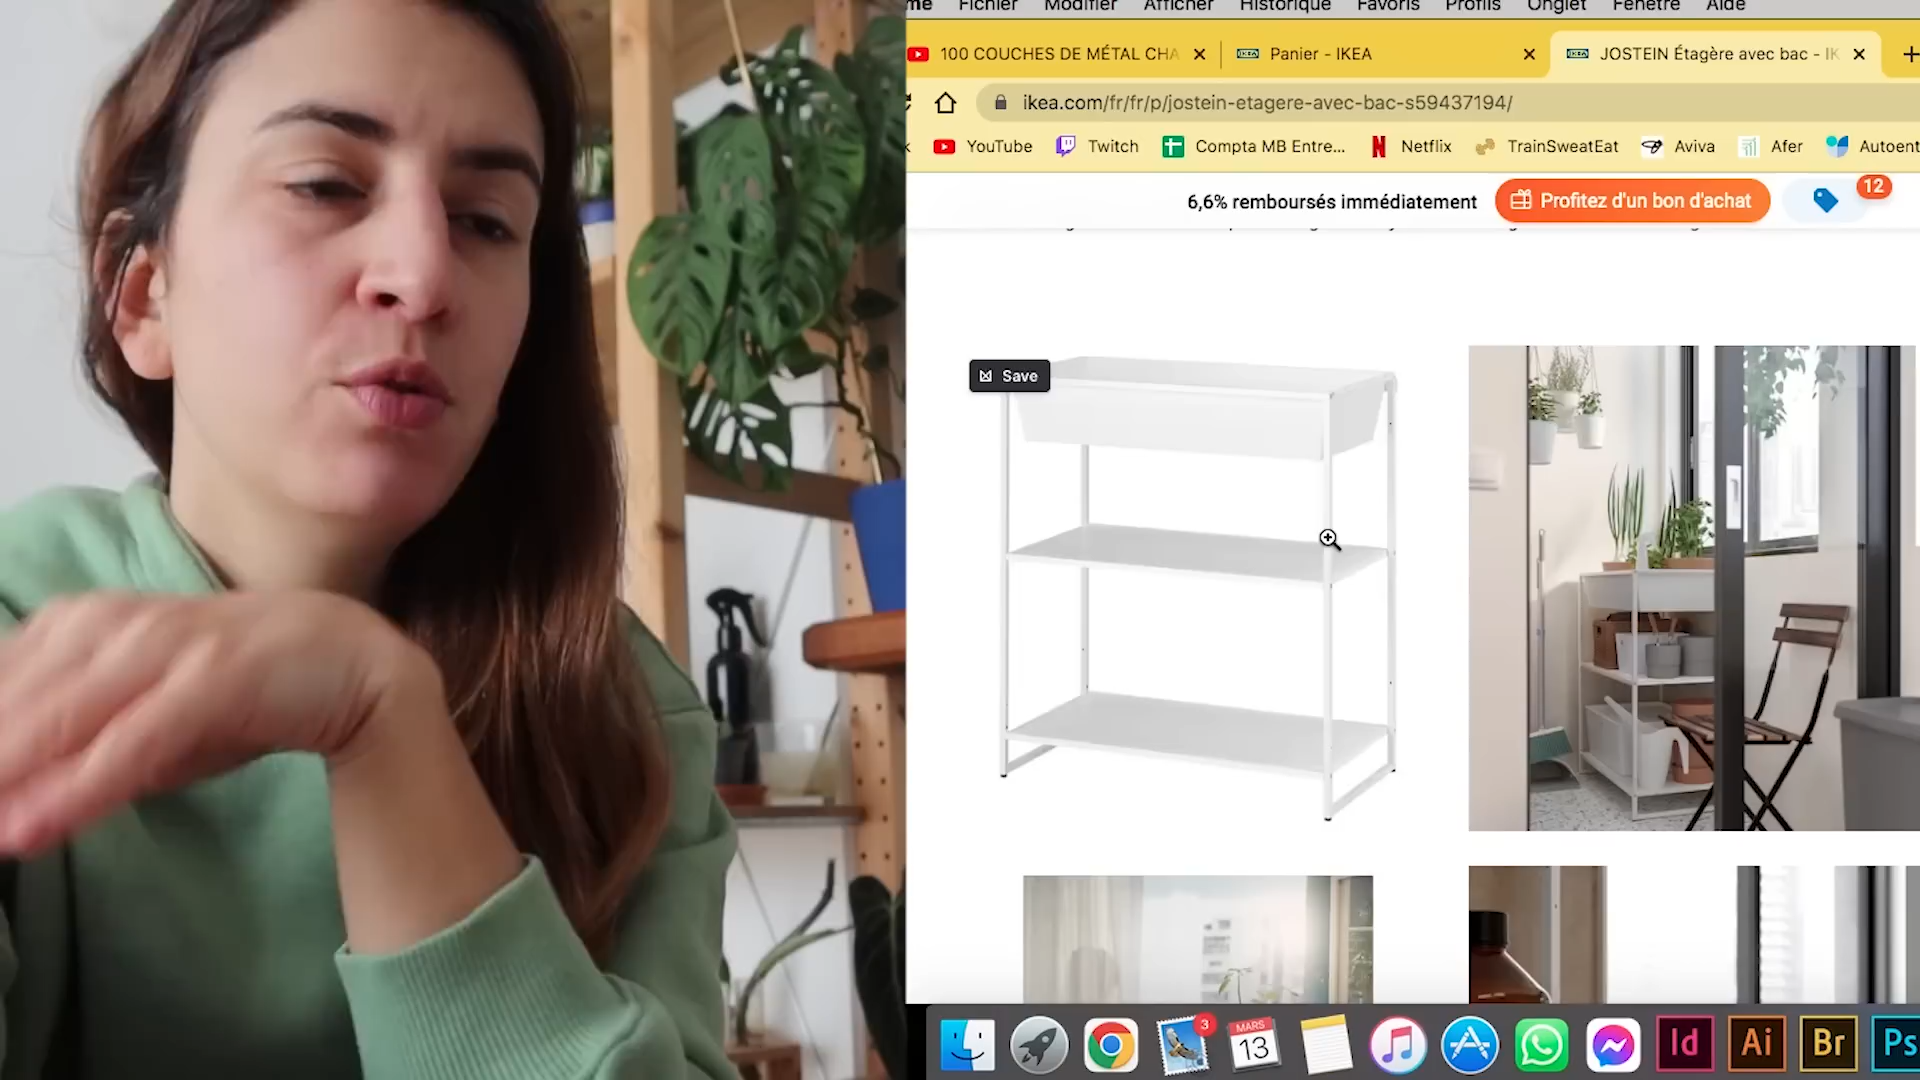 Fichier Modifier Afficher Historique Favoris Profils Onglet Fenêtre Aide
100 COUCHES DE MÉTAL CHA
IKEA Panier - IKEA
IKEA JOSTEIN Étagère avec bac - IK
ikea.com/fr/fr/p/jostein-etagere-avec-bac-s59437194/
YouTube Twitch Compta MB Entre... Netflix TrainSweatEat Aviva Afer Autoent
6,6% remboursés immédiatement Profitez d'un bon d'achat 12
Save
3
MARS
13
Id Ai Br Ps